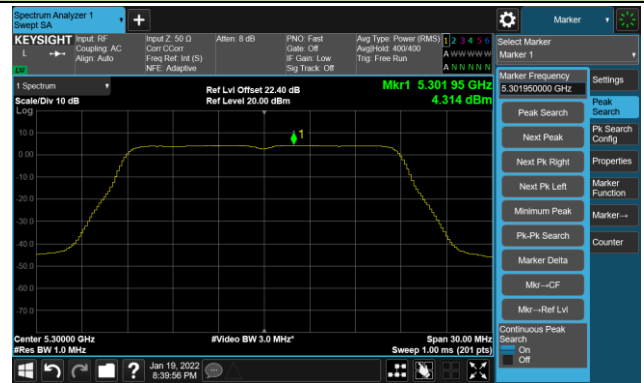 Spectrum Analyzer 1
Swept SA
+
Marker
KEYSIGHT
L
LW
Input: RF
Coupling: AC
Align: Auto
Input Z: 50 Ω
Corr CCorr
Freq Ref: Int (S)
NFE: Adaptive
Atten: 8 dB
PNO: Fast
Gate: Off
IF Gain: Low
Sig Track: Off
Avg Type: Power (RMS)
Avg|Hold: 400/400
Trig: Free Run
1 2 3 4 5 6
A W W W W W
A N N N N N
Select Marker
Marker 1
1 Spectrum
Scale/Div 10 dB
Log
Ref Lvl Offset 22.40 dB
Ref Level 20.00 dBm
Mkr1 5.301 95 GHz
4.314 dBm
10.0
0.00
-10.0
-20.0
-30.0
-40.0
-50.0
-60.0
-70.0
1
Center 5.30000 GHz
#Res BW 1.0 MHz
#Video BW 3.0 MHz*
Span 30.00 MHz
Sweep 1.00 ms (201 pts)
Marker Frequency
5.301950000 GHz
Peak Search
Next Peak
Next Pk Right
Next Pk Left
Minimum Peak
Pk-Pk Search
Marker Delta
Mkr→CF
Mkr→Ref Lvl
Continuous Peak
Search
On
Off
Settings
Peak
Search
Pk Search
Config
Properties
Marker
Function
Marker→
Counter
?
Jan 19, 2022
8:39:56 PM